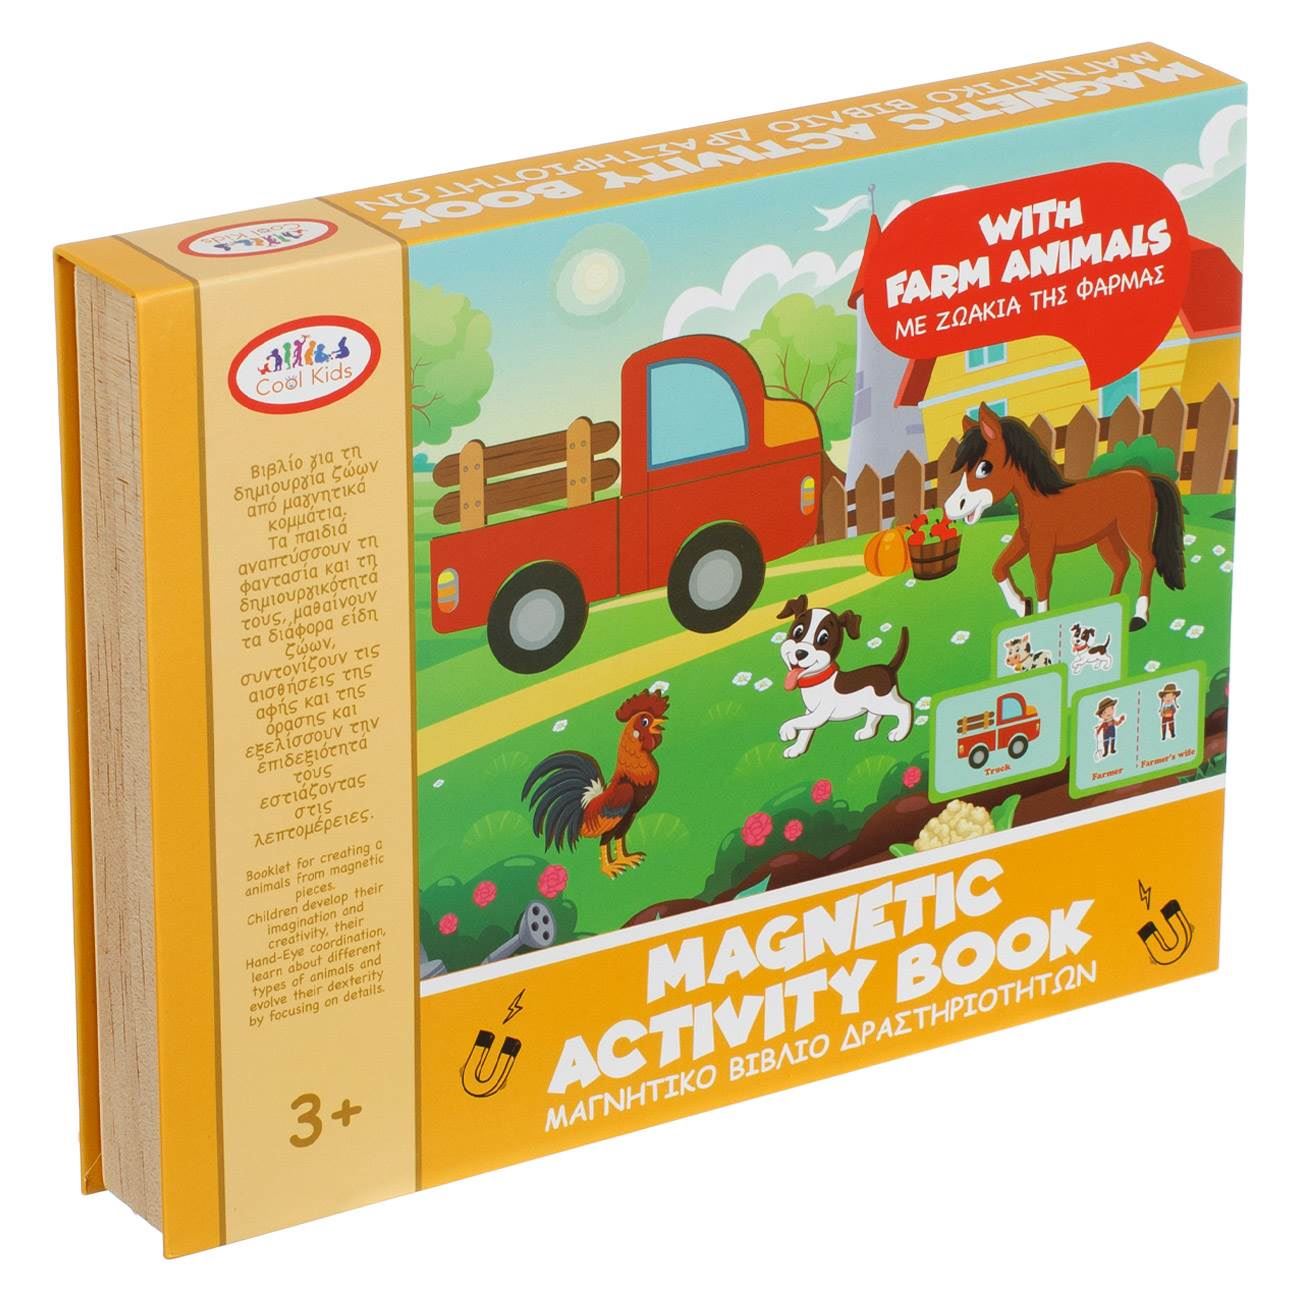 MAGNETIC ACTIVITY BOOK
ΜΑΓΝΗΤΙΚΟ ΒΙΒΛΙΟ ΔΡΑΣΤΗΡΙΟΤΗΤΩΝ
Cool Kids
Cool Kids
Βιβλίο για τη
δημιουργία ζώων
από μαγνητικά
κομμάτια.
Τα παιδιά
αναπτύσσουν τη
φαντασία και τη
δημιουργικότητά
τους, μαθαίνουν
τα διάφορα είδη
ζώων,
συντονίζουν τις
αισθήσεις της
αφής και της
όρασης και
εξελίσσουν την
επιδεξιότητά
τους
εστιάζοντας
στις
λεπτομέρειες.
Booklet for creating a
animals from magnetic
pieces.
Children develop their
imagination and
creativity, their
Hand-Eye coordination,
learn about different
types of animals and
evolve their dexterity
by focusing on details.
3+
WITH
FARM ANIMALS
ΜΕ ΖΩΑΚΙΑ ΤΗΣ ΦΑΡΜΑΣ
Truck
Farmer
Farmer's wife
MAGNETIC
ACTIVITY BOOK
ΜΑΓΝΗΤΙΚΟ ΒΙΒΛΙΟ ΔΡΑΣΤΗΡΙΟΤΗΤΩΝ